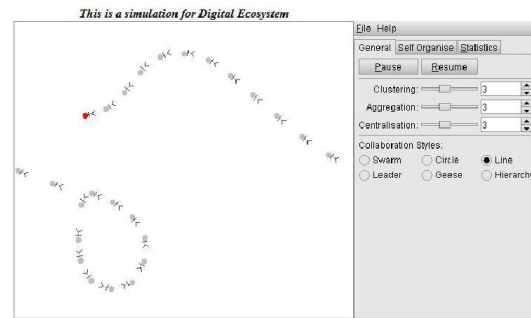 This is a simulation for Digital Ecosystem
File Help
General Self Organise Statistics
Pause Resume
Clustering: 3
Aggregation: 3
Centralisation: 3
Collaboration Styles:
Swarm Circle Line
Leader Geese Hierarchy